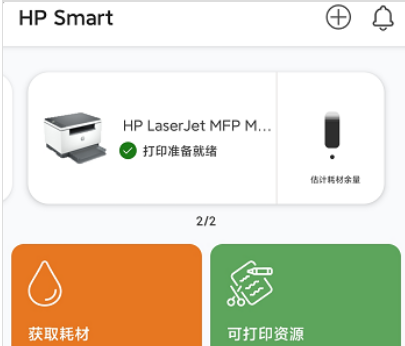 HP Smart
HP LaserJet MFP M...
打印准备就绪
估计耗材余量
2/2
获取耗材
可打印资源